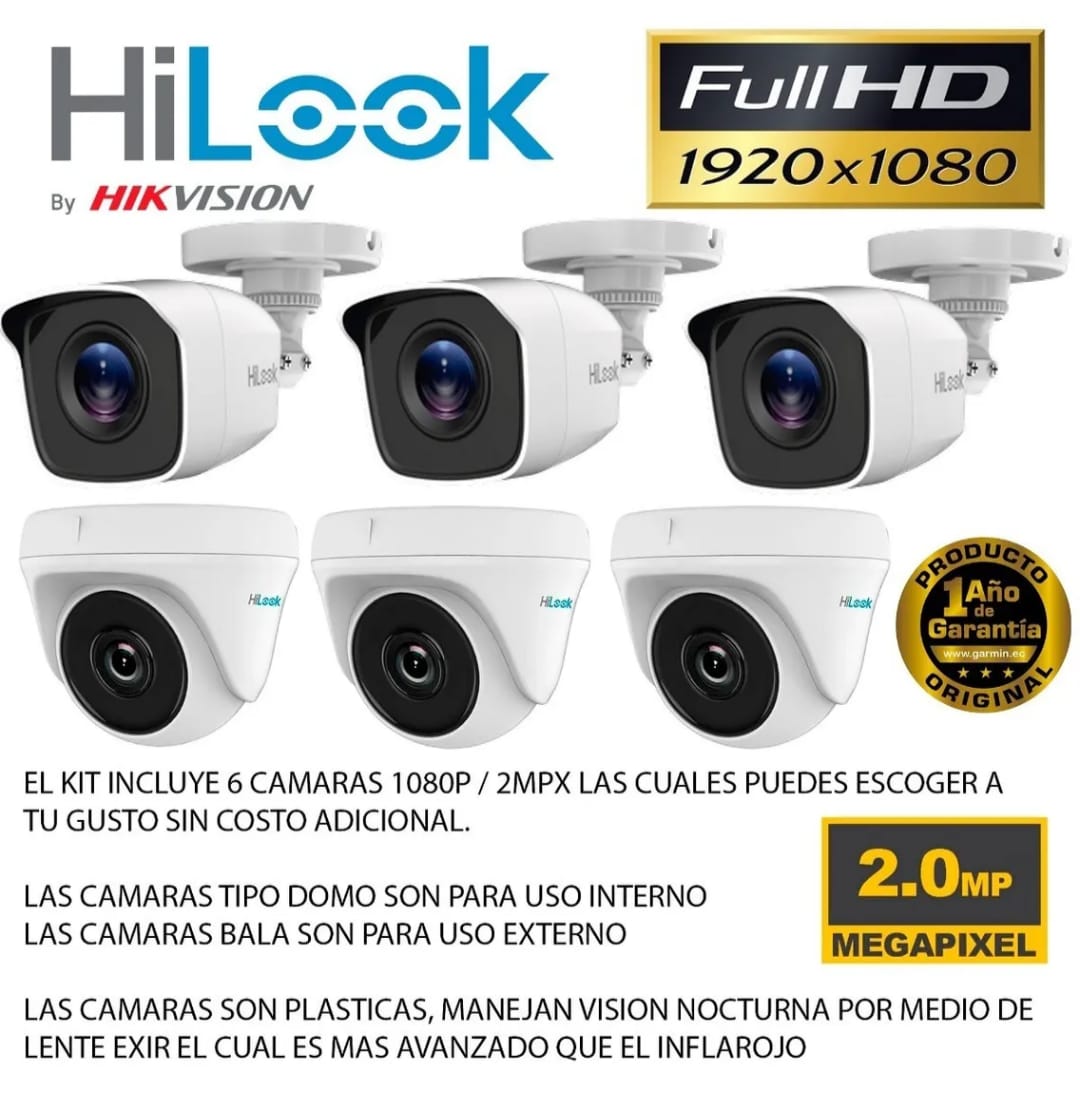 HiLook
By HIKVISION
Full HD
1920x1080
HiLook
HiLook
HiLook
HiLook
HiLook
HiLook
PRODUCTO
1 Año
de
Garantía
www.garmin.ec
ORIGINAL
EL KIT INCLUYE 6 CAMARAS 1080P / 2MPX LAS CUALES PUEDES ESCOGER A
TU GUSTO SIN COSTO ADICIONAL.
LAS CAMARAS TIPO DOMO SON PARA USO INTERNO
LAS CAMARAS BALA SON PARA USO EXTERNO
2.0MP
MEGAPIXEL
LAS CAMARAS SON PLASTICAS, MANEJAN VISION NOCTURNA POR MEDIO DE
LENTE EXIR EL CUAL ES MAS AVANZADO QUE EL INFLAROJO